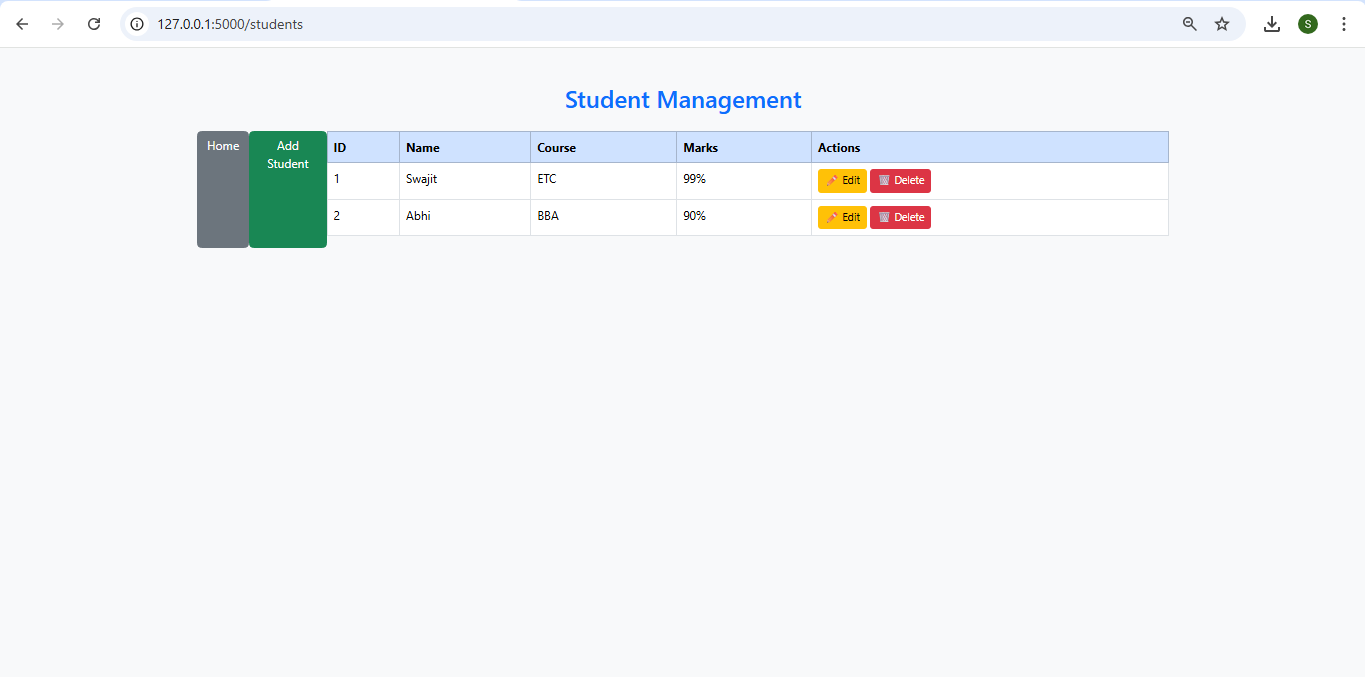 127.0.0.1:5000/students
S
Student Management
Home
Add
Student
ID Name Course Marks Actions
1 Swajit ETC 99% Edit Delete
2 Abhi BBA 90% Edit Delete